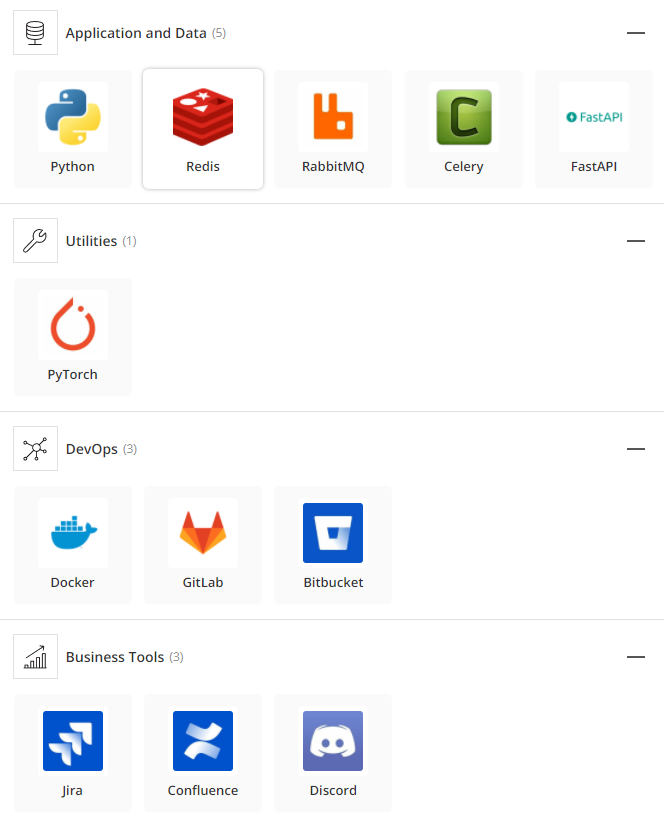 Application and Data (5)
FastAPI
Python Redis RabbitMQ Celery FastAPI
Utilities (1)
PyTorch
DevOps (3)
Docker GitLab Bitbucket
Business Tools (3)
Jira Confluence Discord